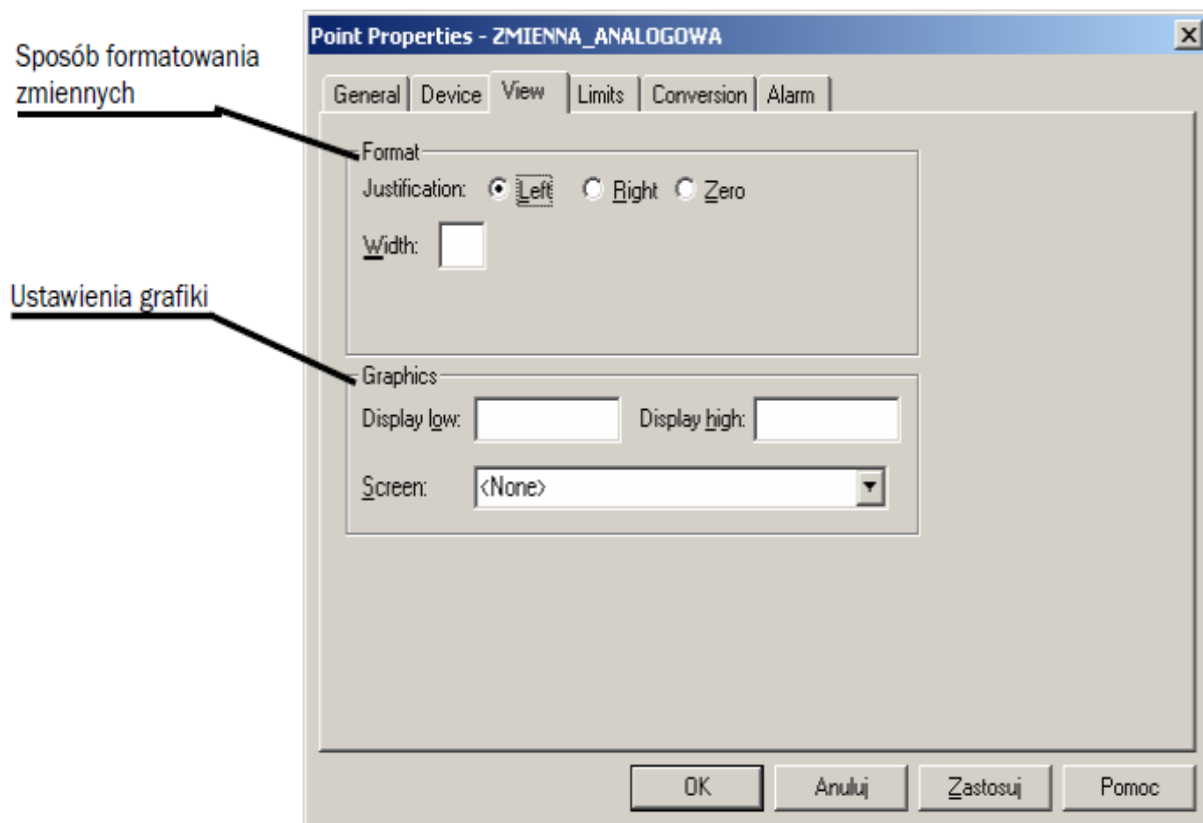 Sposób formatowania
zmiennych
Ustawienia grafiki
Point Properties - ZMIENNA_ANALOGOWA
General Device View Limits Conversion Alarm
Format
Justification: Left Right Zero
Width:
Graphics
Display low: Display high:
Screen: <None>
OK Anuluj Zastosuj Pomoc